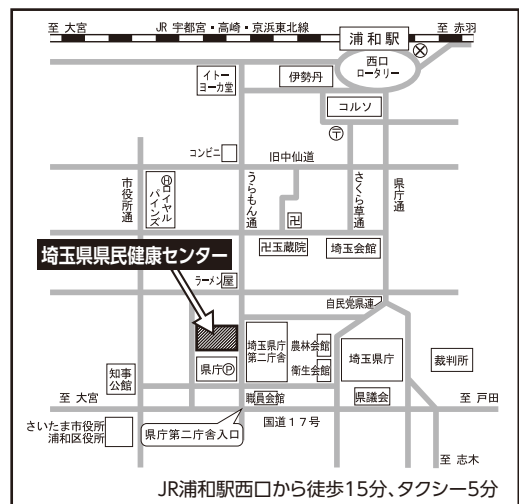 至 大宮
JR 宇都宮・高崎・京浜東北線
至 赤羽
浦和駅
西口
ロータリー
イトー
ヨーカ堂
伊勢丹
コルソ
〒
コンビニ
旧中仙道
市役所通
Ⓗロイヤル
パインズ
うらもん通
さくら草通
県庁通
卍
卍玉蔵院
埼玉会館
埼玉県県民健康センター
ラーメン屋
自民党県連
埼玉県庁
第二庁舎
農林会館
衛生会館
埼玉県庁
裁判所
県庁Ⓟ
知事
公館
職員会館
県議会
至 大宮
至 戸田
国道17号
さいたま市役所
浦和区役所
県庁第二庁舎入口
至 志木
JR浦和駅西口から徒歩15分、タクシー5分